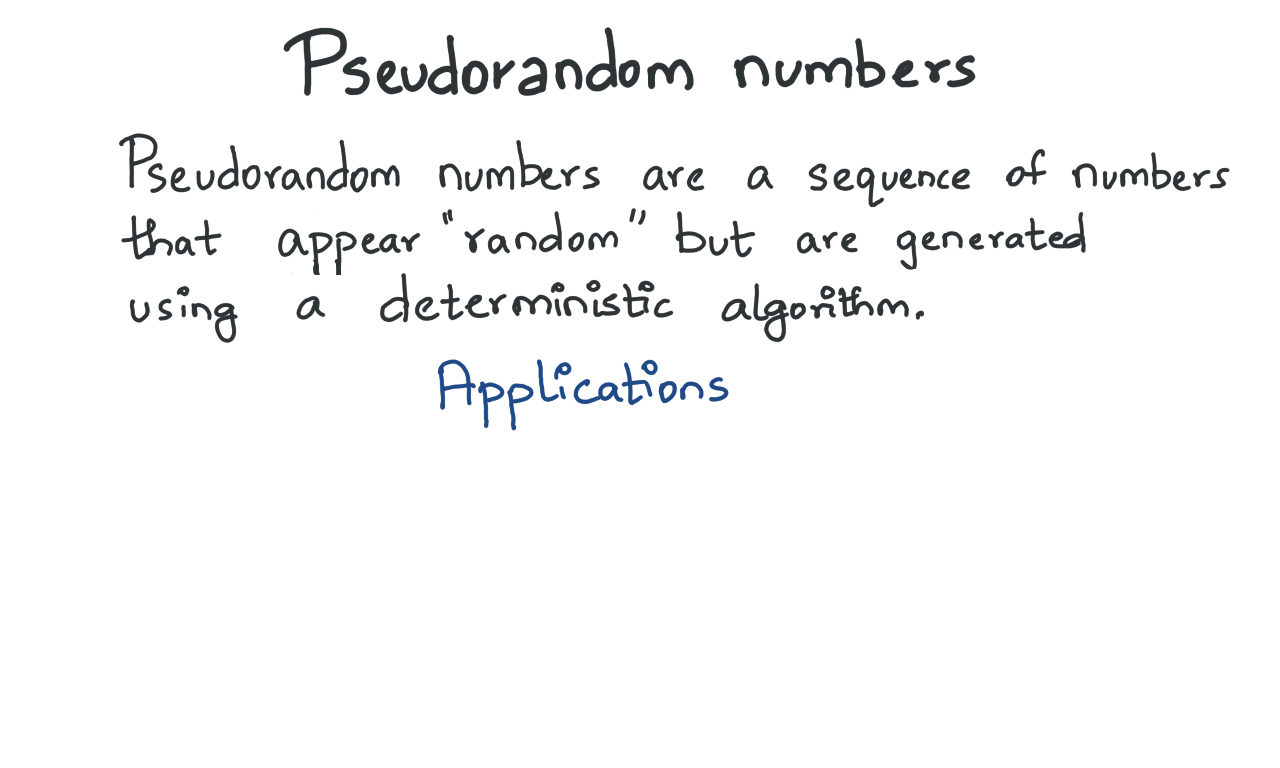 Pseudorandom numbers
Pseudorandom numbers are a sequence of numbers
that appear "random" but are generated
using a deterministic algorithm.
Applications